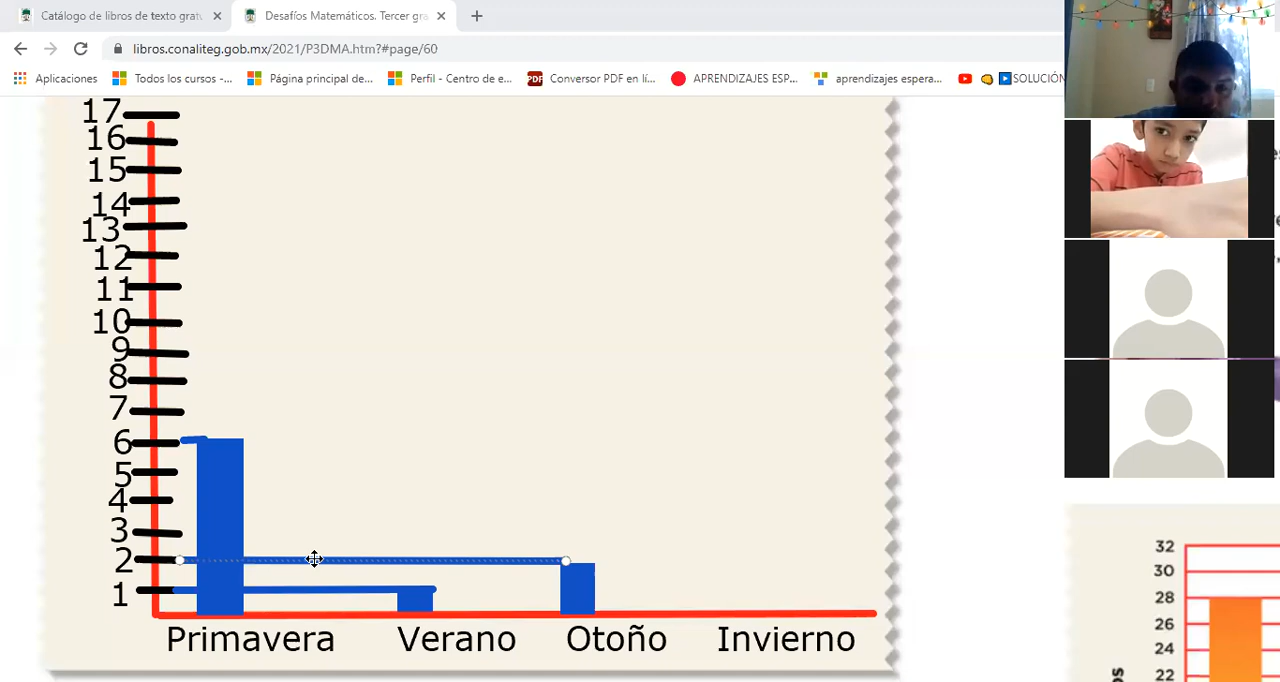 Catálogo de libros de texto gratu
Desafíos Matemáticos. Tercer gra
libros.conaliteg.gob.mx/2021/P3DMA.htm?#page/60
Aplicaciones
Todos los cursos -...
Página principal de...
Perfil - Centro de e...
PDF
Conversor PDF en lí...
APRENDIZAJES ESP...
aprendizajes espera...
SOLUCIÓN
17
16
15
14
13
12
11
10
9
8
7
6
5
4
3
2
1
Primavera
Verano
Otoño
Invierno
32
30
28
26
24
22